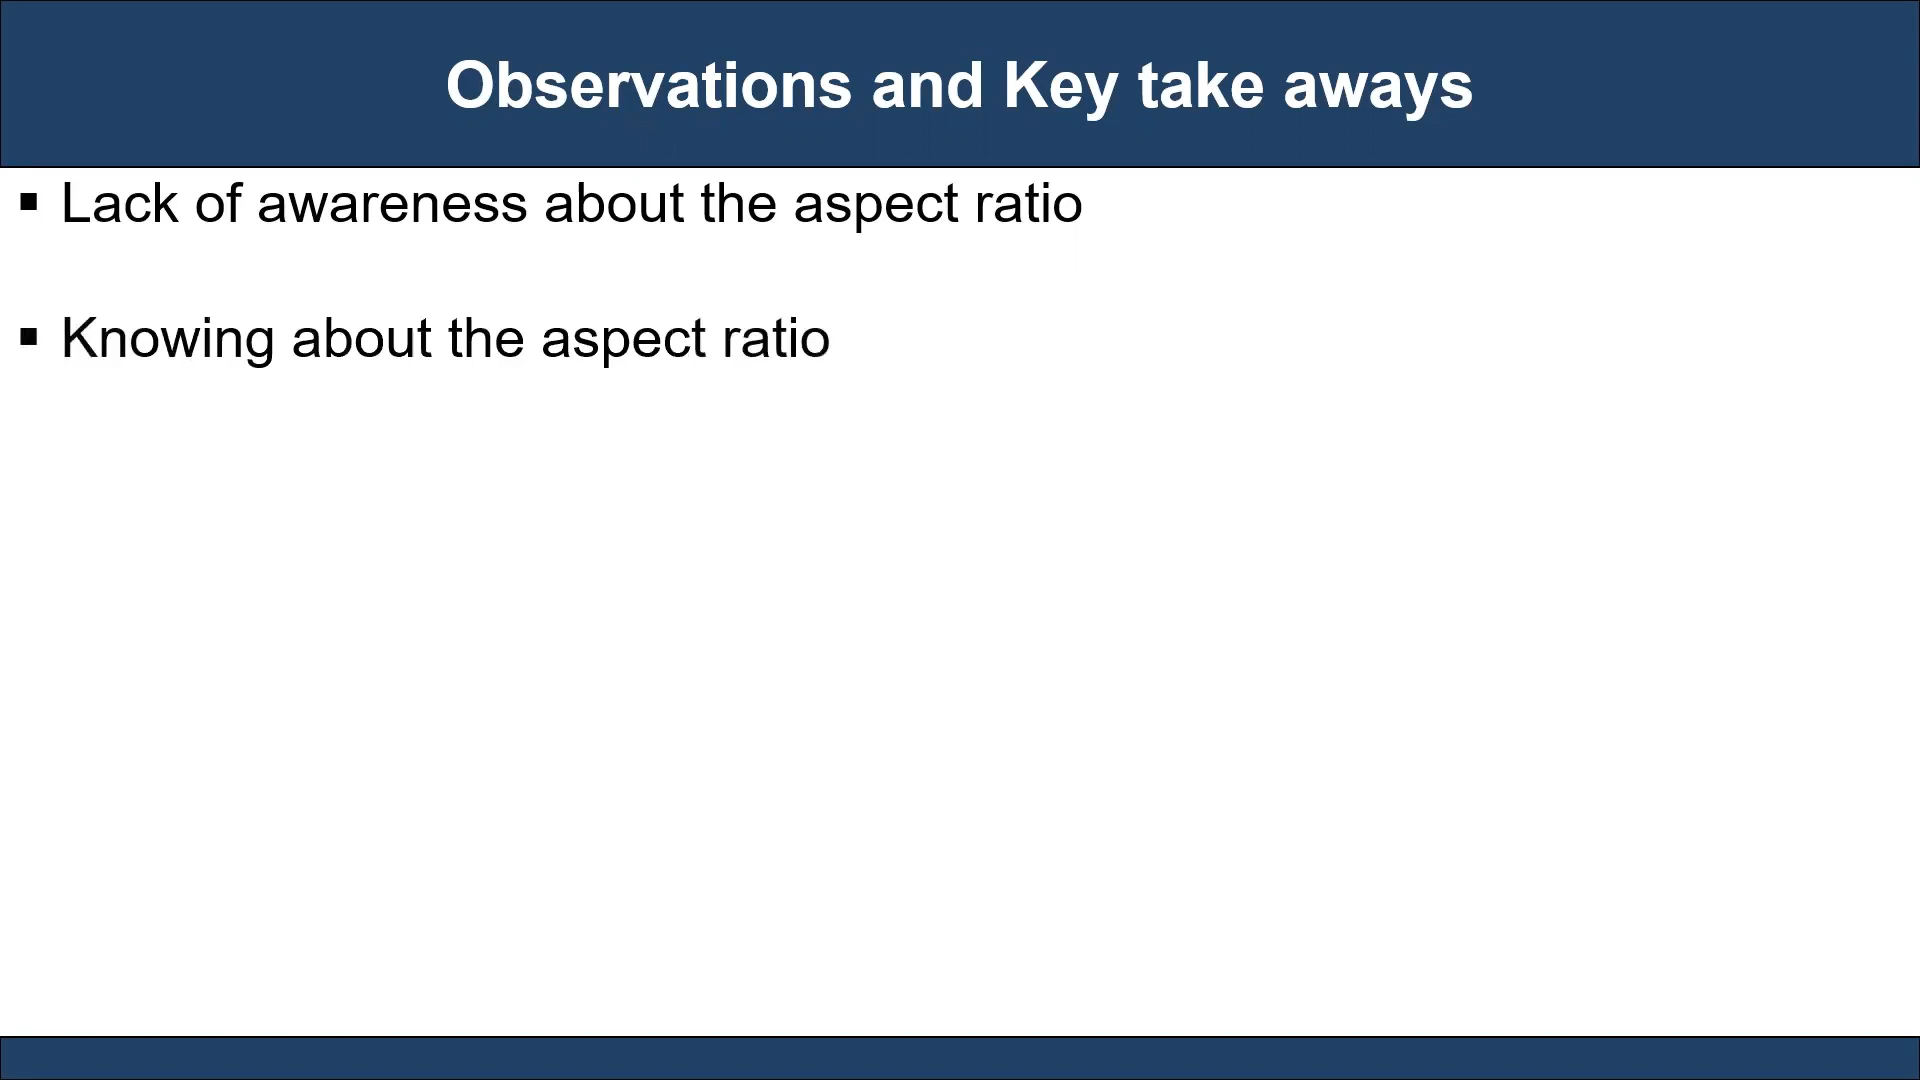 Observations and Key take aways
▪ Lack of awareness about the aspect ratio
▪ Knowing about the aspect ratio